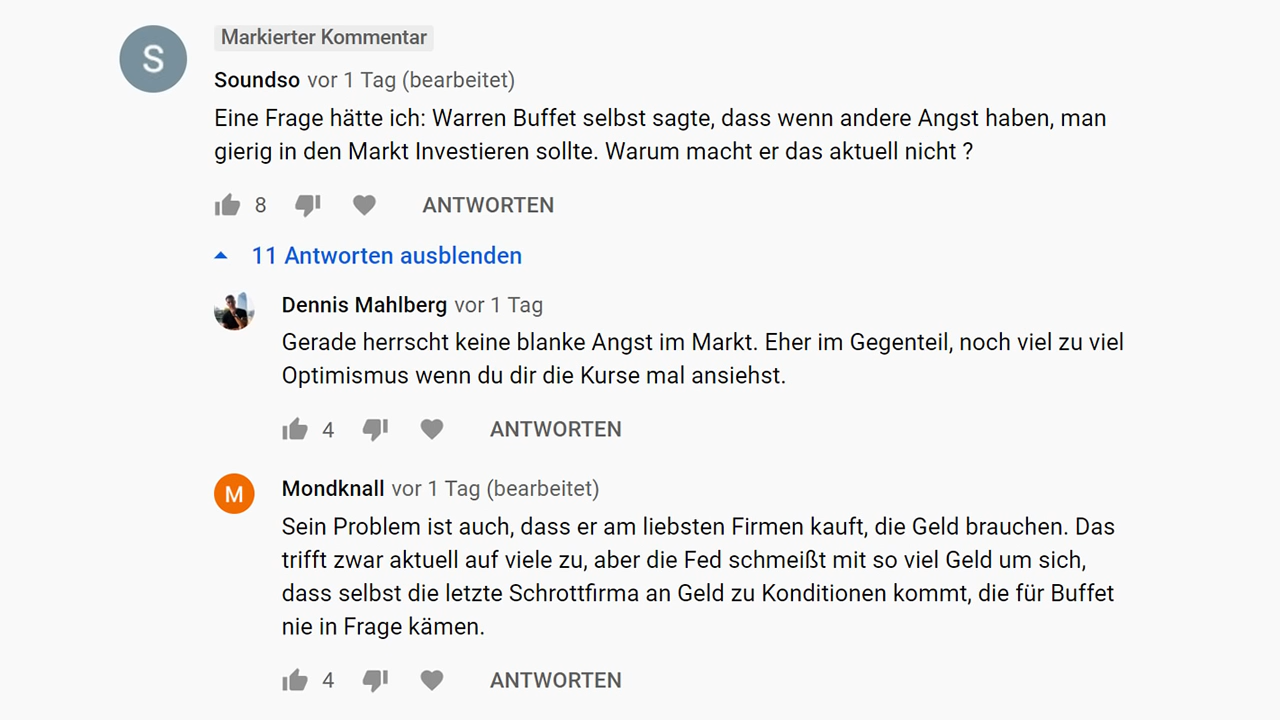 Markierter Kommentar
S
Soundso vor 1 Tag (bearbeitet)
Eine Frage hätte ich: Warren Buffet selbst sagte, dass wenn andere Angst haben, man
gierig in den Markt Investieren sollte. Warum macht er das aktuell nicht ?
8 ANTWORTEN
11 Antworten ausblenden
Dennis Mahlberg vor 1 Tag
Gerade herrscht keine blanke Angst im Markt. Eher im Gegenteil, noch viel zu viel
Optimismus wenn du dir die Kurse mal ansiehst.
4 ANTWORTEN
M
Mondknall vor 1 Tag (bearbeitet)
Sein Problem ist auch, dass er am liebsten Firmen kauft, die Geld brauchen. Das
trifft zwar aktuell auf viele zu, aber die Fed schmeißt mit so viel Geld um sich,
dass selbst die letzte Schrottfirma an Geld zu Konditionen kommt, die für Buffet
nie in Frage kämen.
4 ANTWORTEN